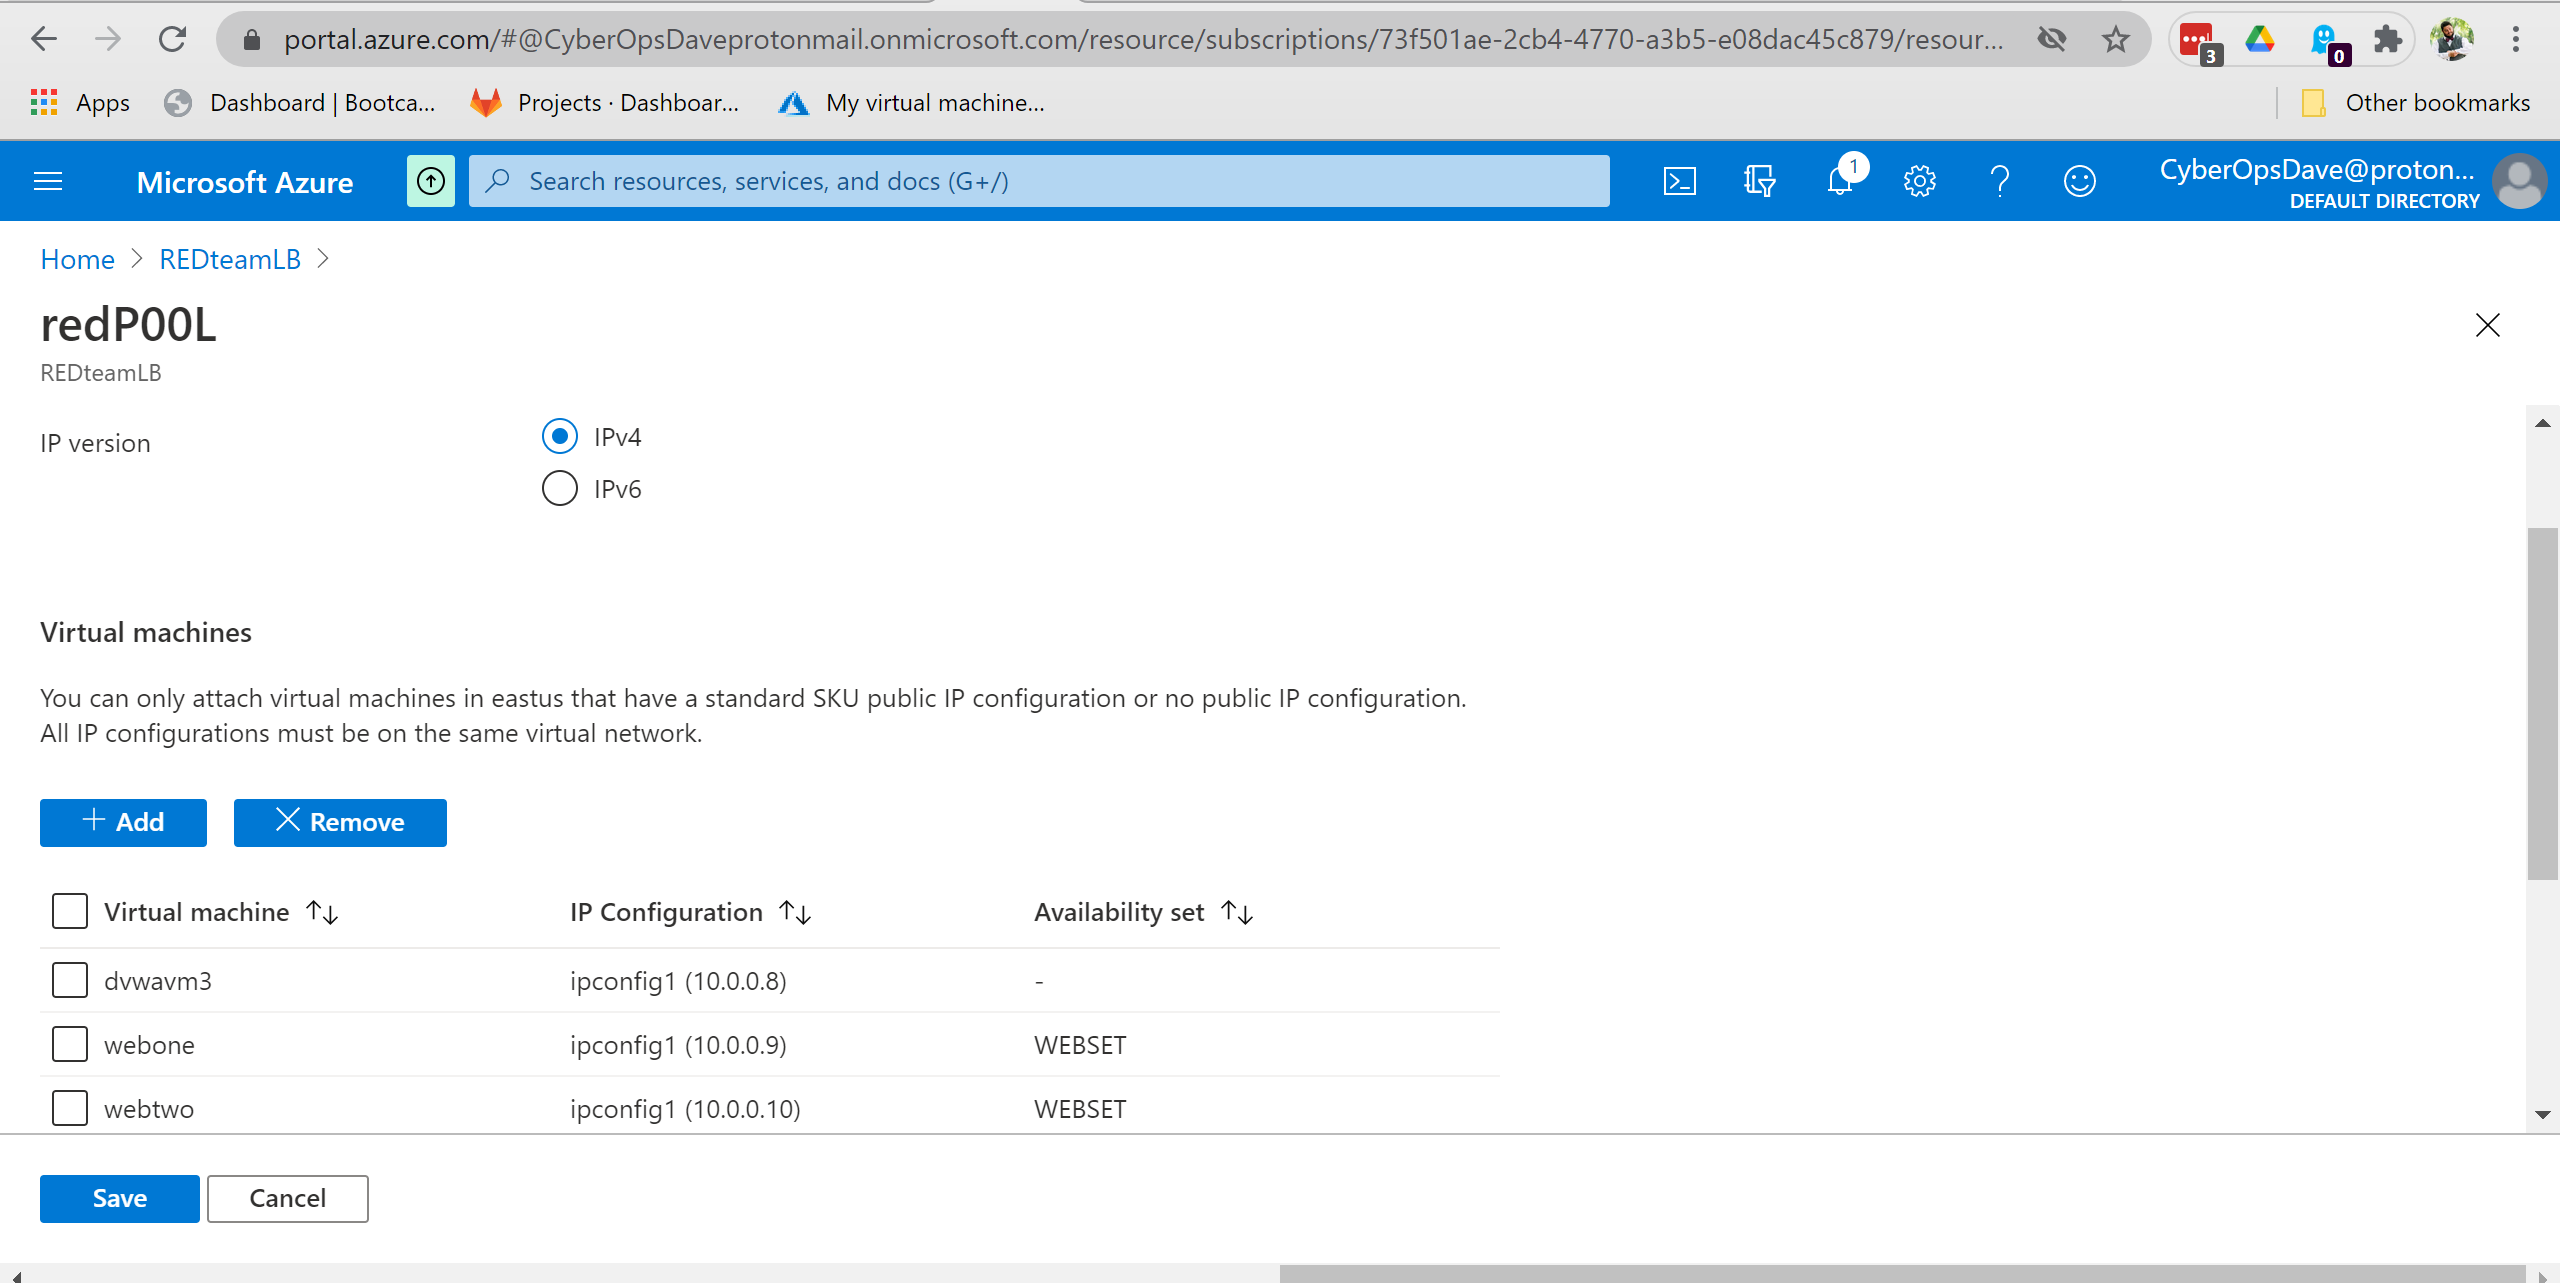 portal.azure.com/#@CyberOpsDaveprotonmail.onmicrosoft.com/resource/subscriptions/73f501ae-2cb4-4770-a3b5-e08dac45c879/resour...
3
0
Apps
Dashboard | Bootca...
Projects · Dashboar...
My virtual machine...
Other bookmarks
Microsoft Azure
Search resources, services, and docs (G+/)
1
CyberOpsDave@proton...
DEFAULT DIRECTORY
Home > REDteamLB >
redP00L
REDteamLB
IP version
IPv4
IPv6
Virtual machines
You can only attach virtual machines in eastus that have a standard SKU public IP configuration or no public IP configuration.
All IP configurations must be on the same virtual network.
+ Add
× Remove
Virtual machine ↑↓ IP Configuration ↑↓ Availability set ↑↓
dvwavm3 ipconfig1 (10.0.0.8) -
webone ipconfig1 (10.0.0.9) WEBSET
webtwo ipconfig1 (10.0.0.10) WEBSET
Save
Cancel